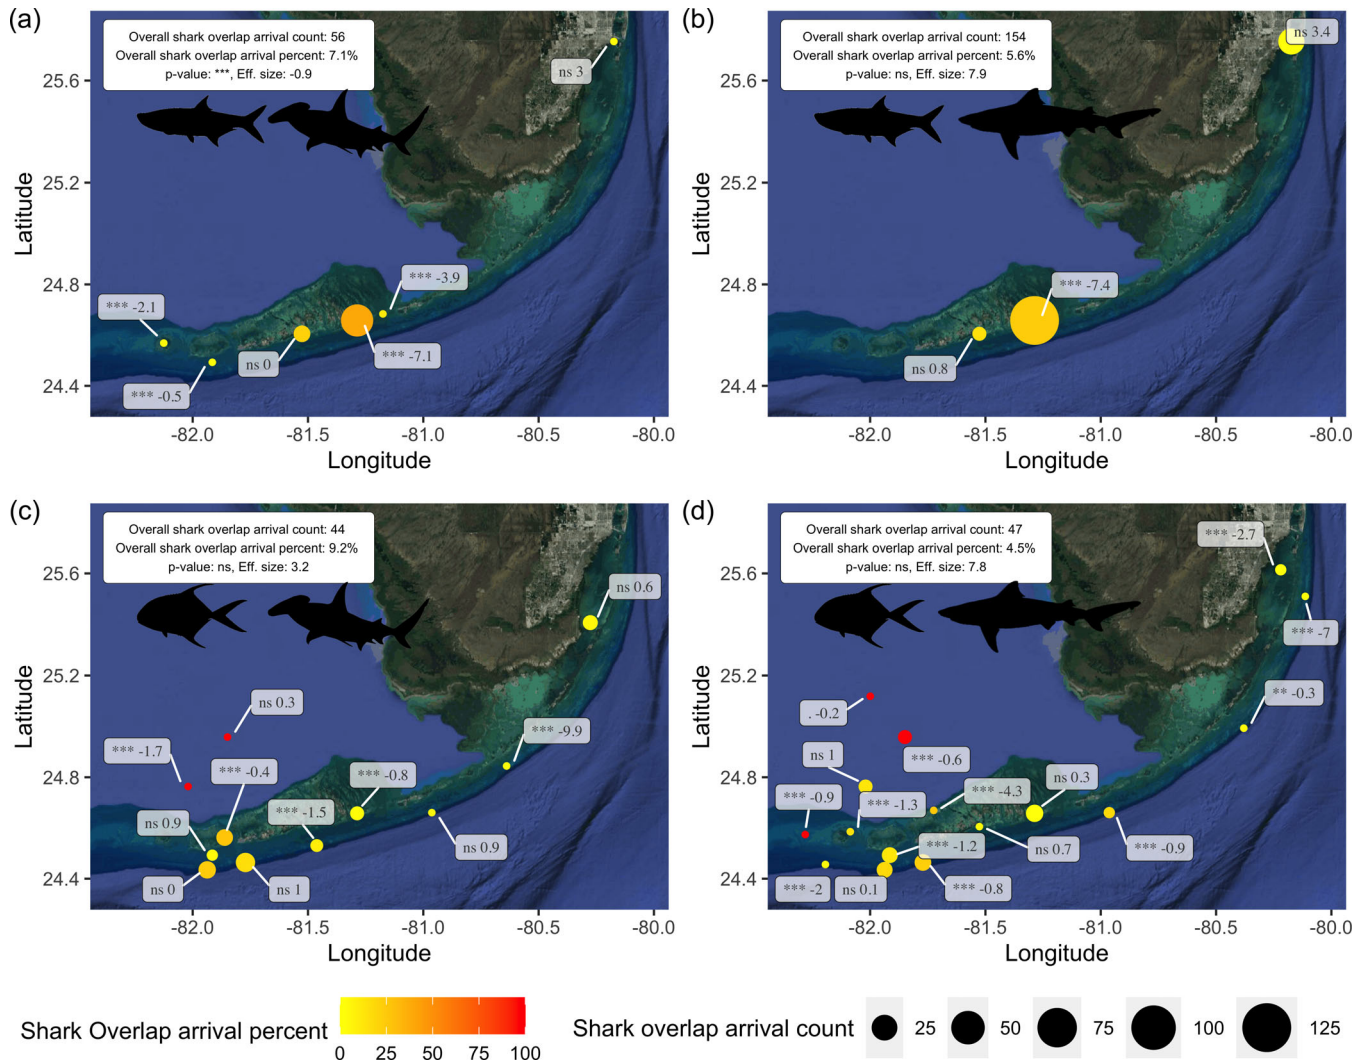 (a)
Overall shark overlap arrival count: 56
Overall shark overlap arrival percent: 7.1%
p-value: ***, Eff. size: -0.9
ns 3
*** -3.9
*** -2.1
ns 0
*** -7.1
*** -0.5
25.6
25.2
24.8
24.4
Latitude
-82.0
-81.5
-81.0
-80.5
-80.0
Longitude
(b)
Overall shark overlap arrival count: 154
Overall shark overlap arrival percent: 5.6%
p-value: ns, Eff. size: 7.9
ns 3.4
*** -7.4
ns 0.8
25.6
25.2
24.8
24.4
Latitude
-82.0
-81.5
-81.0
-80.5
-80.0
Longitude
(c)
Overall shark overlap arrival count: 44
Overall shark overlap arrival percent: 9.2%
p-value: ns, Eff. size: 3.2
ns 0.6
ns 0.3
*** -9.9
*** -1.7
*** -0.4
*** -0.8
*** -1.5
ns 0.9
ns 0.9
ns 0
ns 1
25.6
25.2
24.8
24.4
Latitude
-82.0
-81.5
-81.0
-80.5
-80.0
Longitude
(d)
Overall shark overlap arrival count: 47
Overall shark overlap arrival percent: 4.5%
p-value: ns, Eff. size: 7.8
*** -2.7
*** -7
** -0.3
. -0.2
ns 1
*** -0.6
ns 0.3
*** -0.9
*** -1.3
*** -4.3
*** -1.2
ns 0.7
*** -0.9
*** -2
ns 0.1
*** -0.8
25.6
25.2
24.8
24.4
Latitude
-82.0
-81.5
-81.0
-80.5
-80.0
Longitude
Shark Overlap arrival percent
0
25
50
75
100
Shark overlap arrival count
25
50
75
100
125